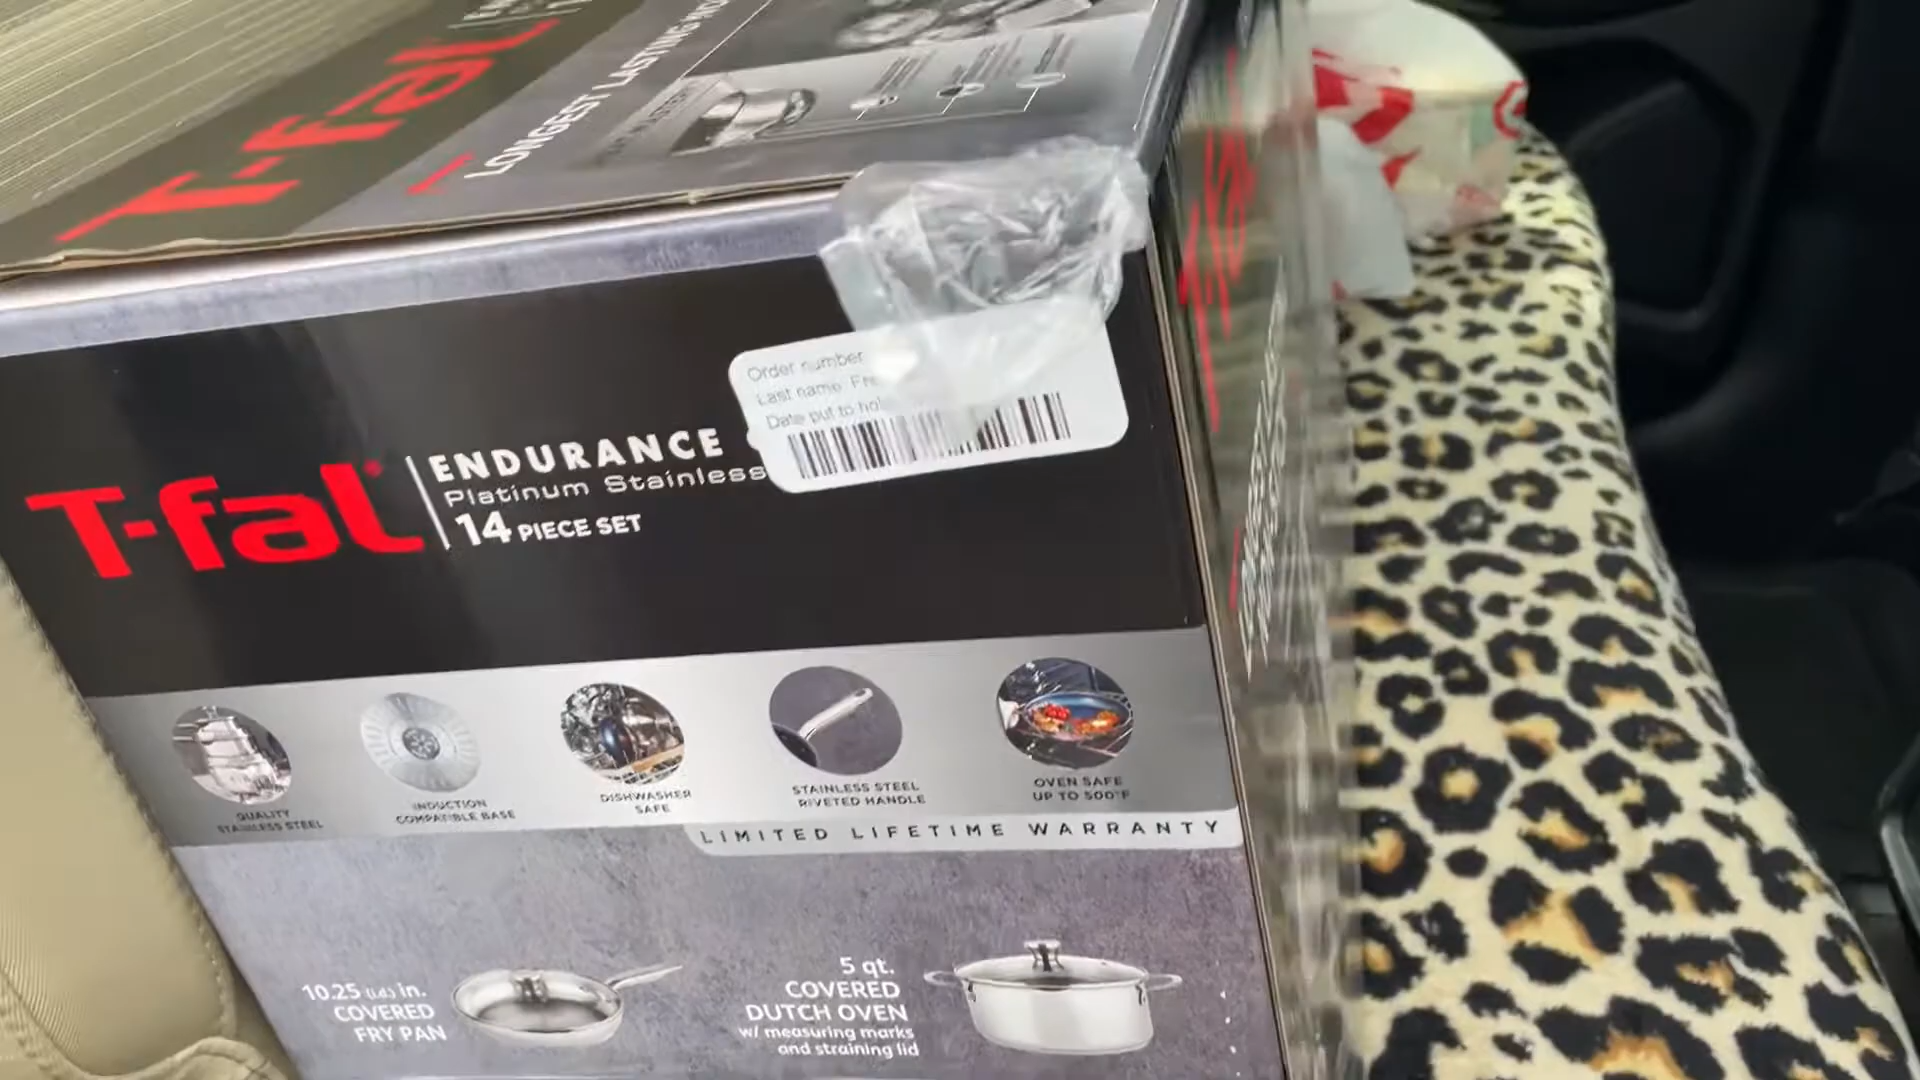 T-fal
LONGEST LASTING
Order number
Last name: Fre
Date put to hol
T-fal®
ENDURANCE
Platinum Stainless
14 PIECE SET
QUALITY
STAINLESS STEEL
INDUCTION
COMPATIBLE BASE
DISHWASHER
SAFE
STAINLESS STEEL
RIVETED HANDLE
OVEN SAFE
UP TO 500°F
LIMITED LIFETIME WARRANTY
10.25 (i.d.) in.
COVERED
FRY PAN
5 qt.
COVERED
DUTCH OVEN
w/ measuring marks
and straining lid